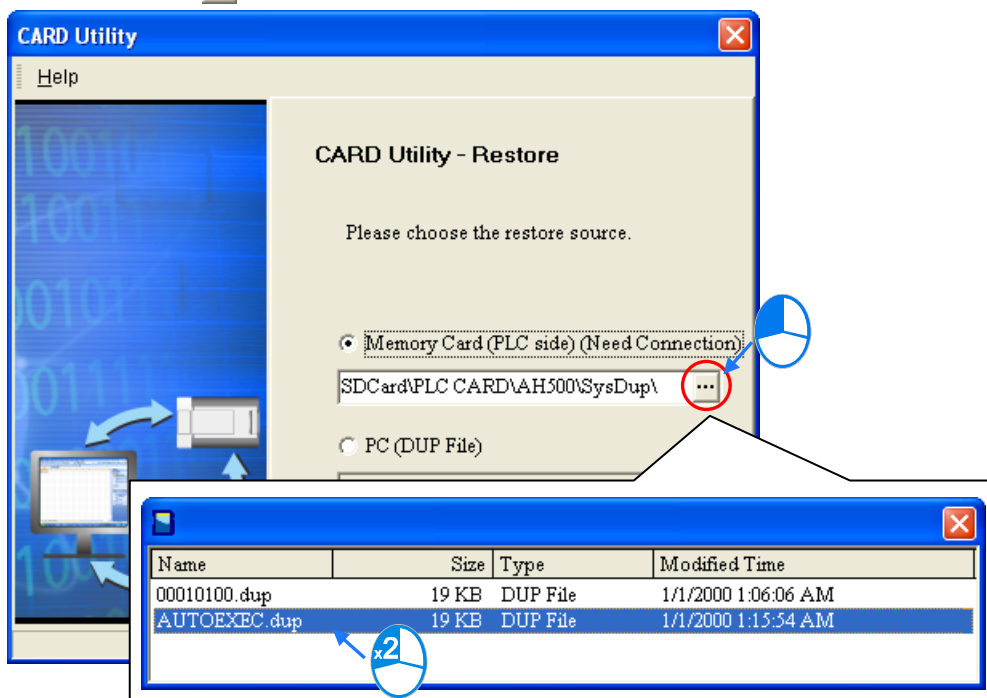 CARD Utility
Help
CARD Utility - Restore
Please choose the restore source.
Memory Card (PLC side) (Need Connection)
SDCard\PLC CARD\AH500\SysDup\ ...
PC (DUP File)
Name Size Type Modified Time
00010100.dup 19 KB DUP File 1/1/2000 1:06:06 AM
AUTOEXEC.dup 19 KB DUP File 1/1/2000 1:15:54 AM
x2